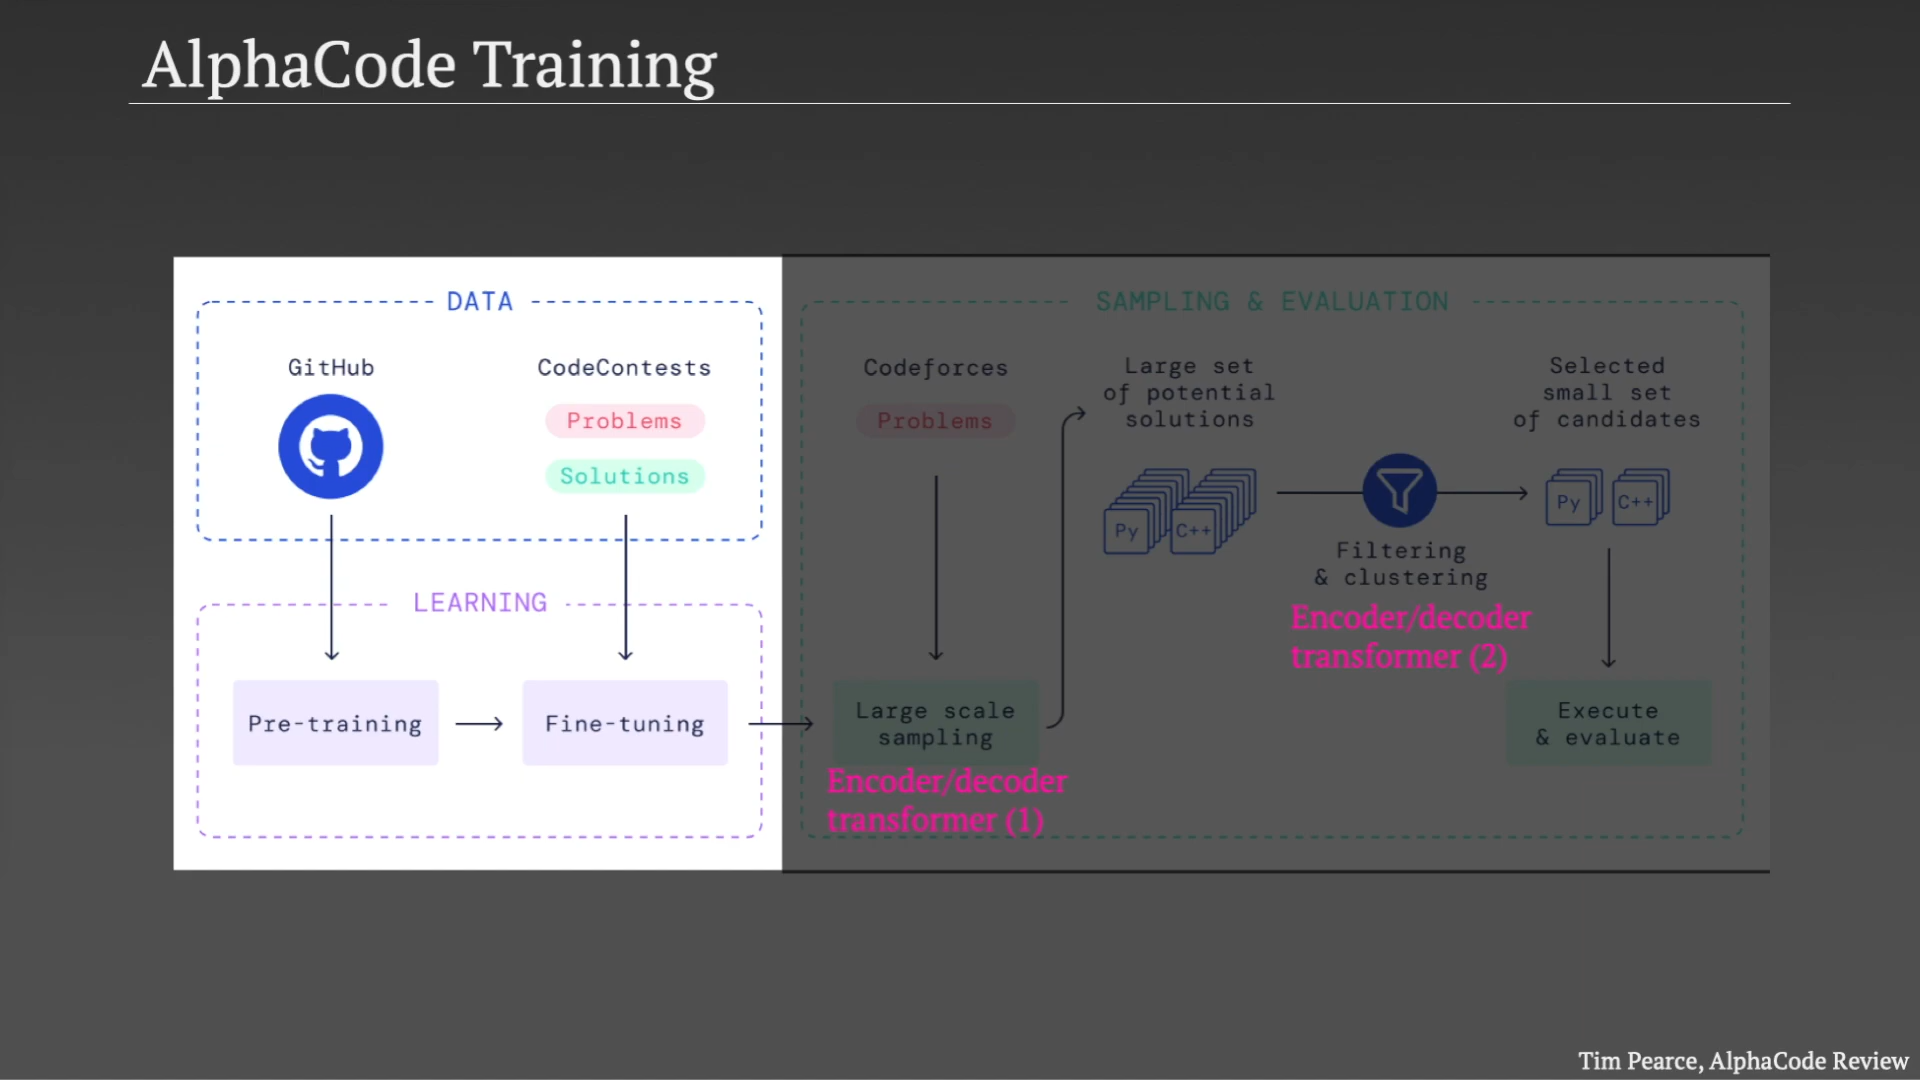 AlphaCode Training
DATA
GitHub
CodeContests
Problems
Solutions
LEARNING
Pre-training
Fine-tuning
SAMPLING & EVALUATION
Codeforces
Problems
Large scale
sampling
Encoder/decoder
transformer (1)
Large set
of potential
solutions
Py
C++
Filtering
& clustering
Encoder/decoder
transformer (2)
Selected
small set
of candidates
Py
C++
Execute
& evaluate
Tim Pearce, AlphaCode Review